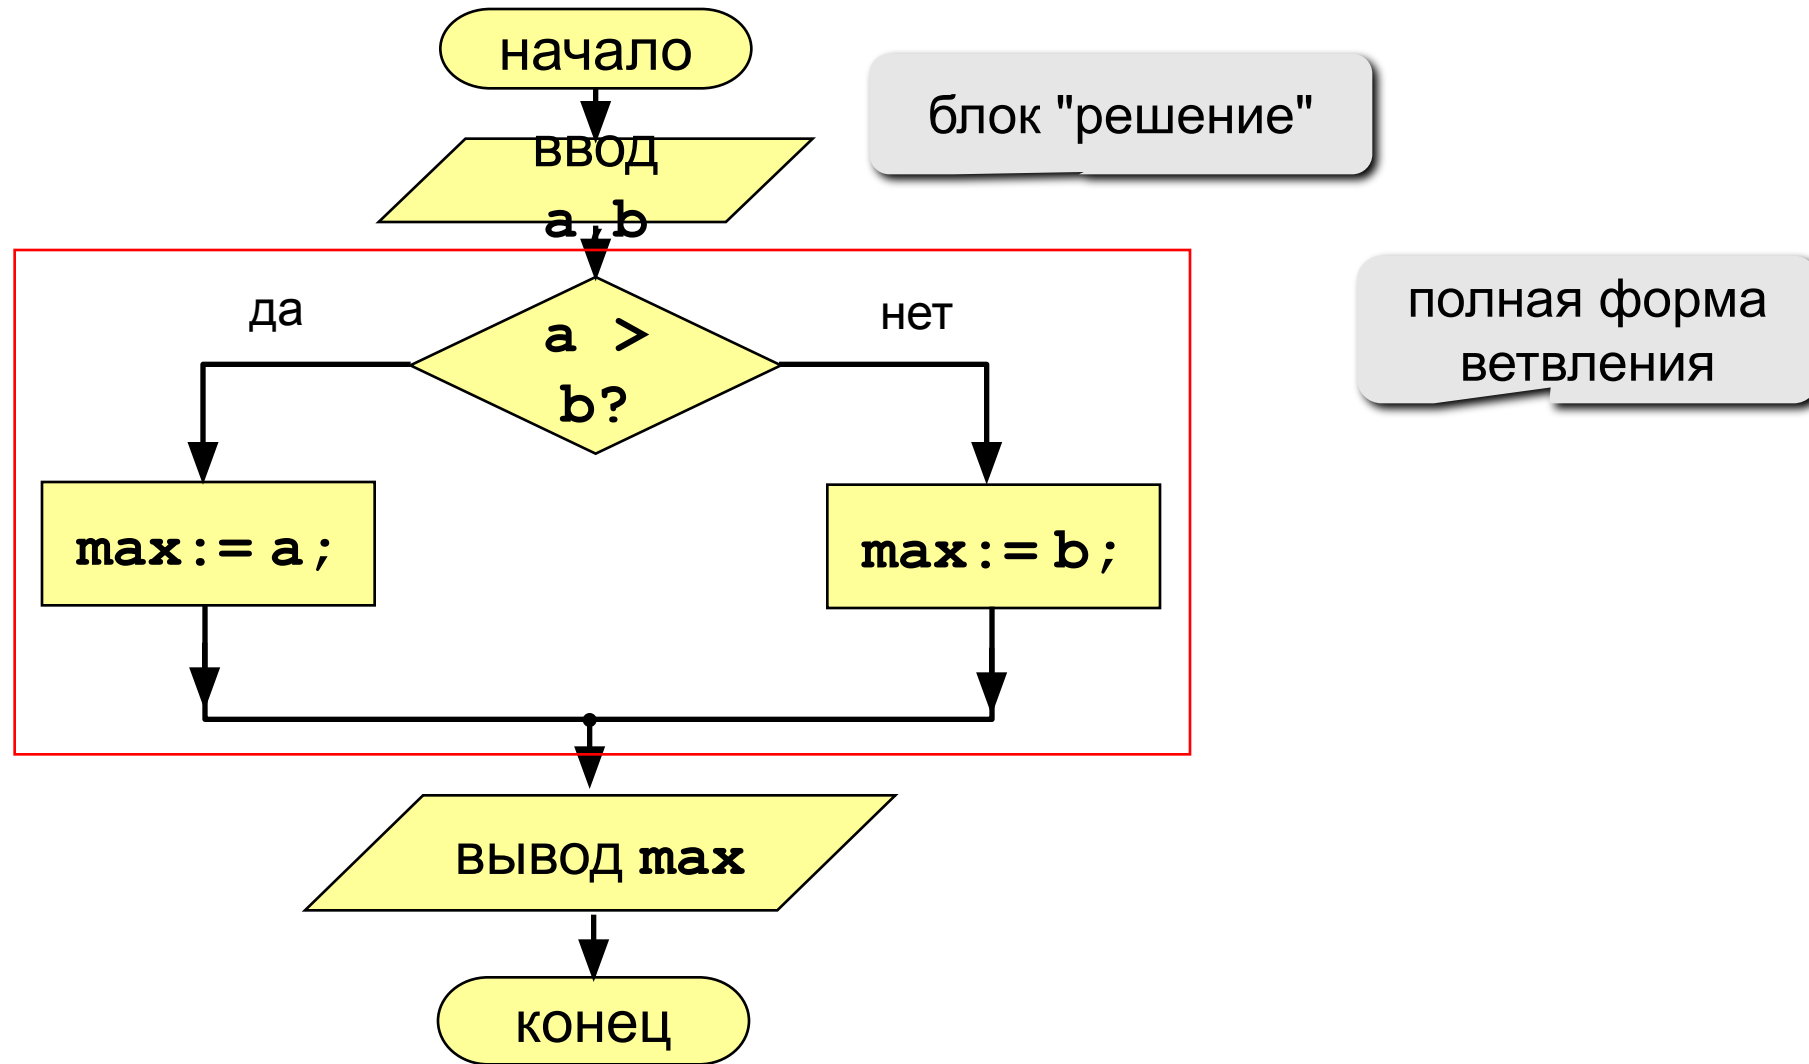 начало
блок "решение"
ввод
a,b
да
нет
полная форма
ветвления
a >
b?
max:= a;
max:= b;
вывод max
конец